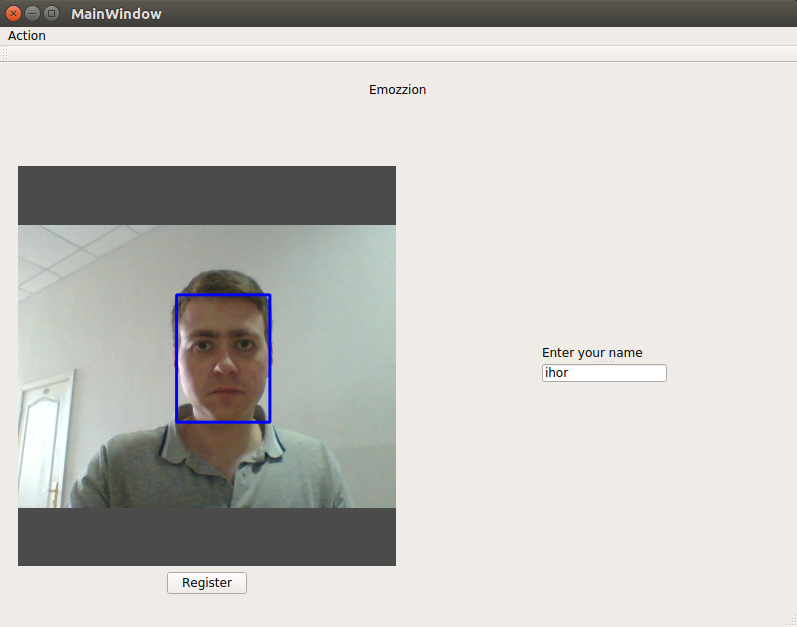 MainWindow
Action
Emozzion
Enter your name
ihor
Register